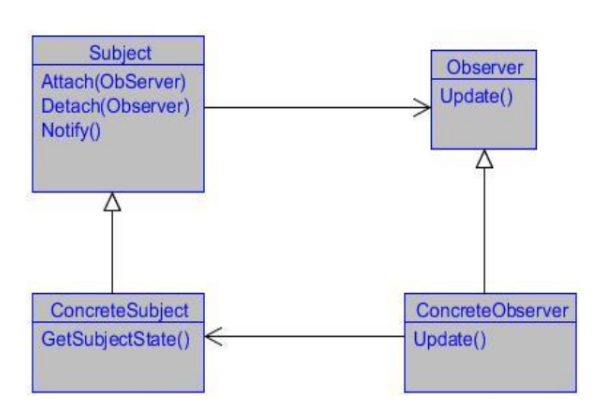 Subject
Attach(ObServer)
Detach(Observer)
Notify()
Observer
Update()
ConcreteSubject
GetSubjectState()
ConcreteObserver
Update()